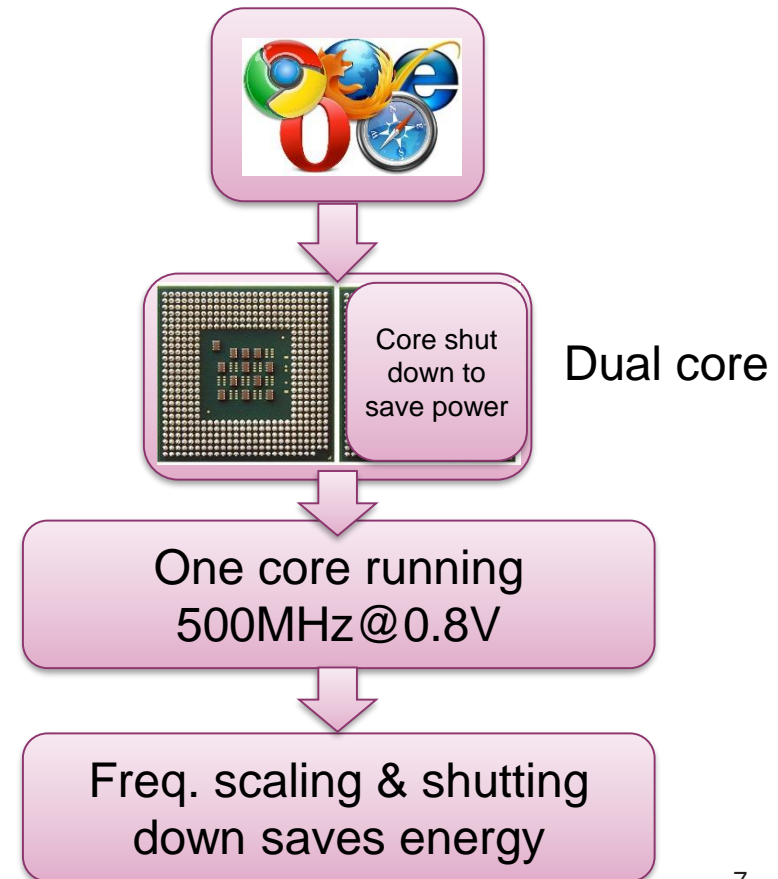 Core shut
down to
save power
Dual core
One core running
500MHz@0.8V
Freq. scaling & shutting
down saves energy
7